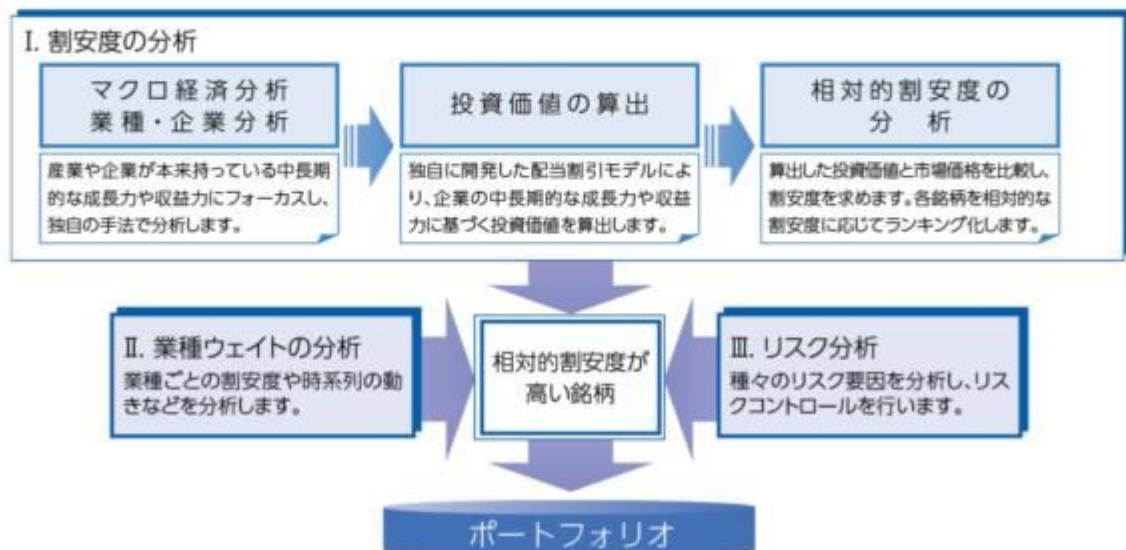 I. 割安度の分析
マクロ経済分析
業種・企業分析
産業や企業が本来持っている中長期
的な成長力や収益力にフォーカスし、
独自の手法で分析します。
投資価値の算出
独自に開発した配当割引モデルによ
り、企業の中長期的な成長力や収益
力に基づく投資価値を算出します。
相対的割安度の
分 析
算出した投資価値と市場価格を比較し、
割安度を求めます。各銘柄を相対的な
割安度に応じてランキング化します。
Ⅱ. 業種ウェイトの分析
業種ごとの割安度や時系列の動
きなどを分析します。
相対的割安度が
高い銘柄
Ⅲ. リスク分析
種々のリスク要因を分析し、リス
クコントロールを行います。
ポートフォリオ